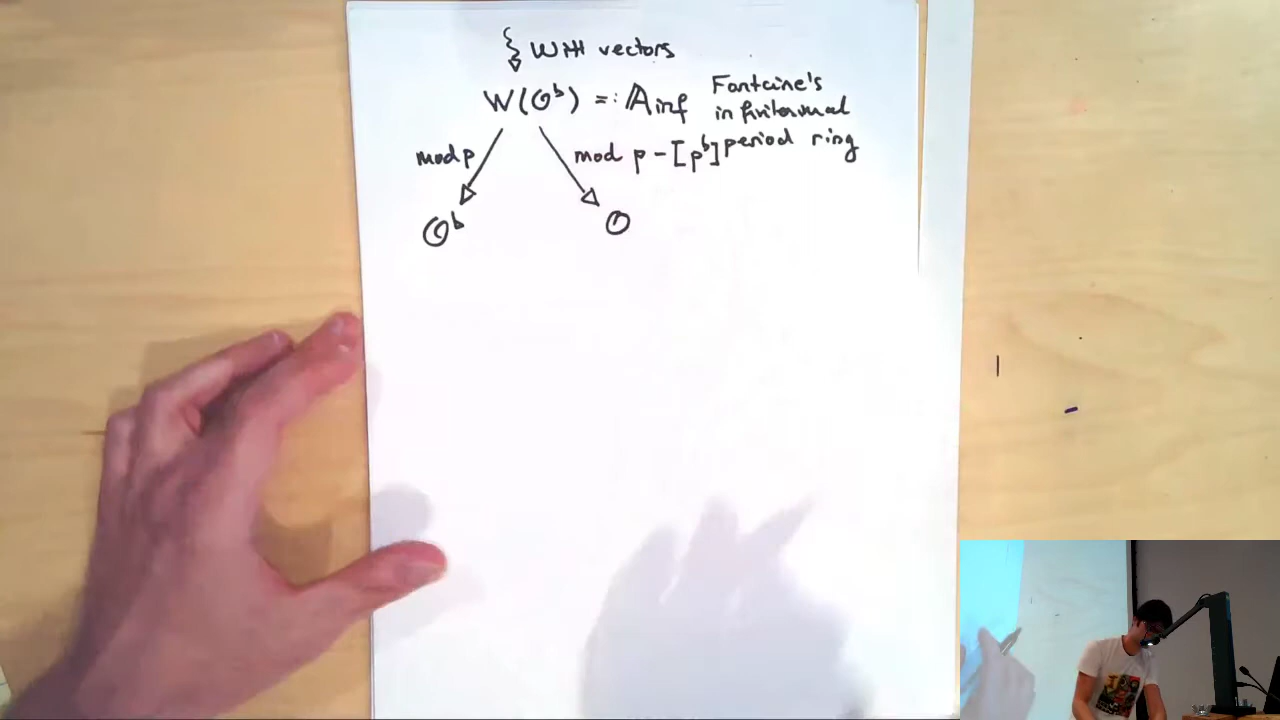 Witt vectors
W(O^b) =: A_inf Fontaine's
infinitesimal
mod p mod p - [p^b] period ring
O^b O